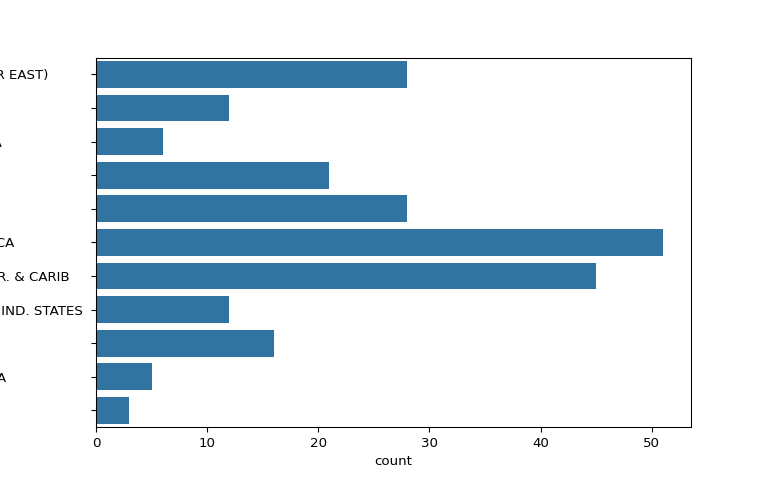 R EAST)
A
CA
R. & CARIB
IND. STATES
A
0 10 20 30 40 50
count